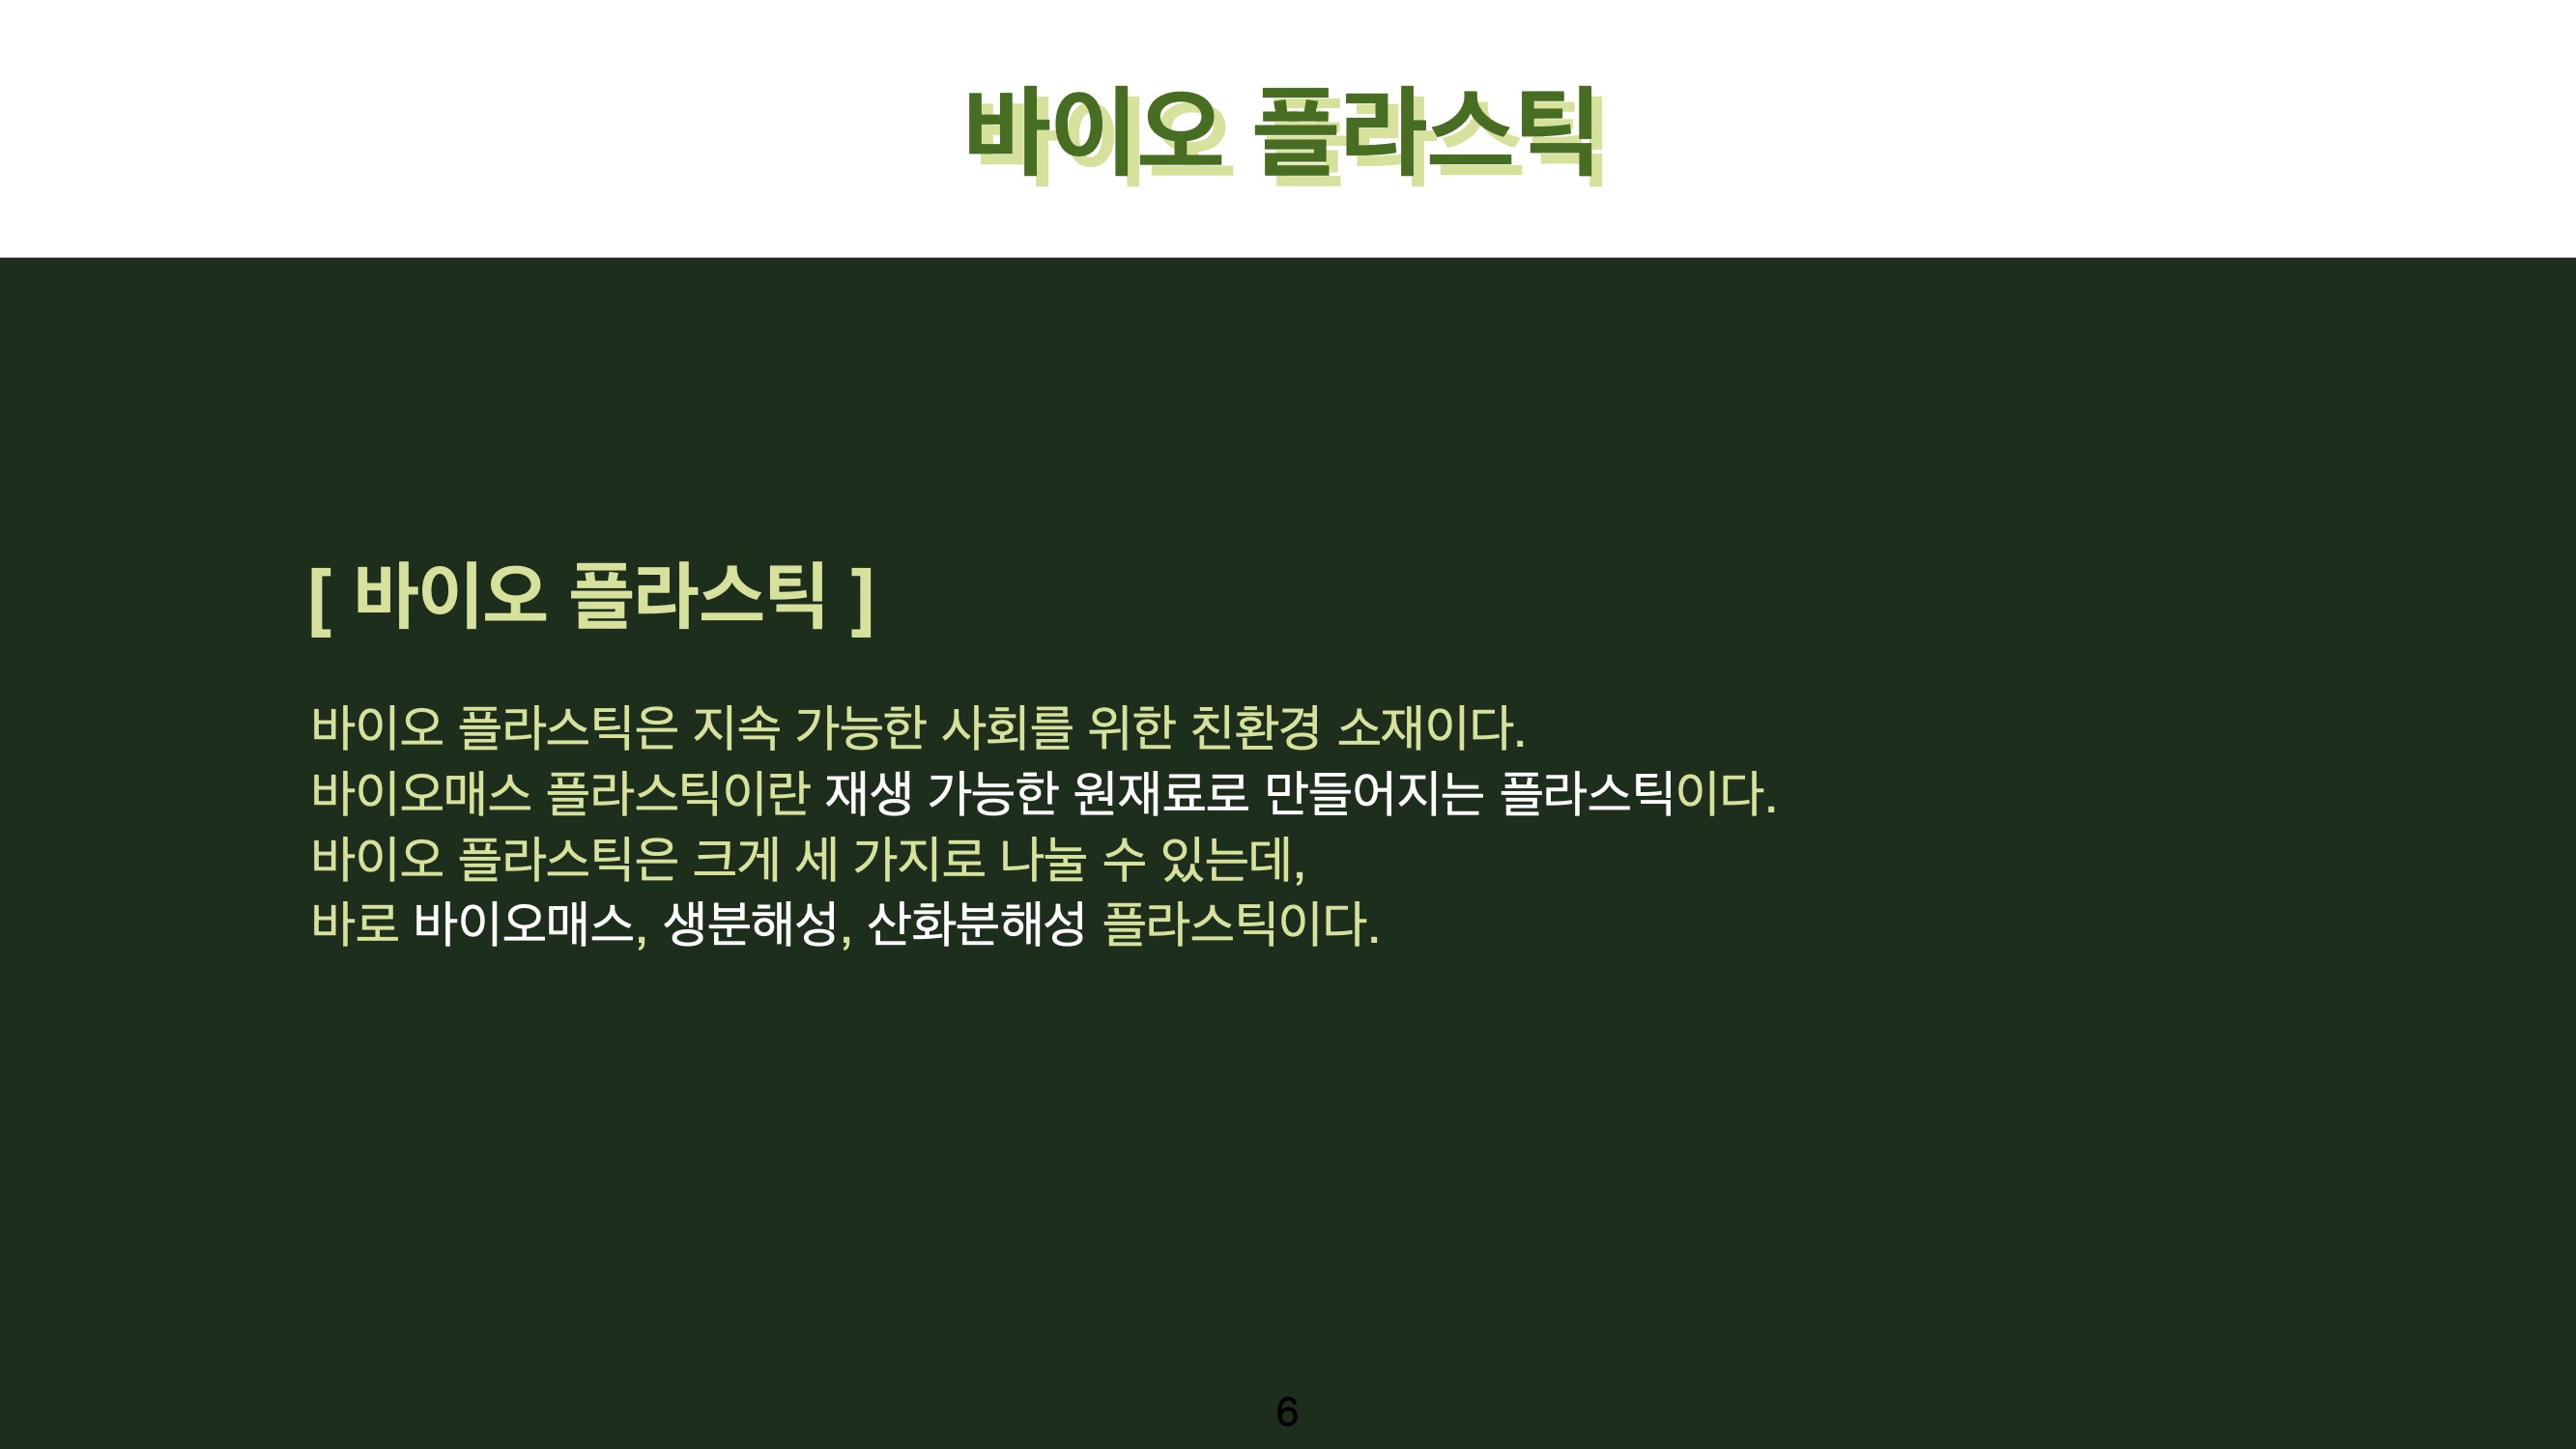 바이오 플라스틱
[ 바이오 플라스틱 ]
바이오 플라스틱은 지속 가능한 사회를 위한 친환경 소재이다.
바이오매스 플라스틱이란 재생 가능한 원재료로 만들어지는 플라스틱이다.
바이오 플라스틱은 크게 세 가지로 나눌 수 있는데,
바로 바이오매스, 생분해성, 산화분해성 플라스틱이다.
6